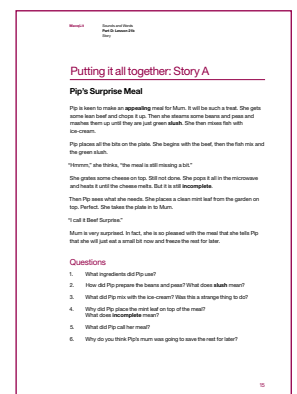 MacqLit
Sounds and Words
Part D: Lesson 21b
Story
Putting it all together: Story A
Pip's Surprise Meal
Pip is keen to make an appealing meal for Mum. It will be such a treat. She gets
some lean beef and chops it up. Then she steams some beans and peas and
mashes them up until they are just green slush. She then mixes fish with
ice-cream.
Pip places all the bits on the plate. She begins with the beef, then the fish mix and
the green slush.
"Hmmm," she thinks, "the meal is still missing a bit."
She grates some cheese on top. Still not done. She pops it all in the microwave
and heats it until the cheese melts. But it is still incomplete.
Then Pip sees what she needs. She places a clean mint leaf from the garden on
top. Perfect. She takes the plate in to Mum.
"I call it Beef Surprise."
Mum is very surprised. In fact, she is so pleased with the meal that she tells Pip
that she will just eat a small bit now and freeze the rest for later.
Questions
1. What ingredients did Pip use?
2. How did Pip prepare the beans and peas? What does slush mean?
3. What did Pip mix with the ice-cream? Was this a strange thing to do?
4. Why did Pip place the mint leaf on top of the meal?
What does incomplete mean?
5. What did Pip call her meal?
6. Why do you think Pip's mum was going to save the rest for later?
15